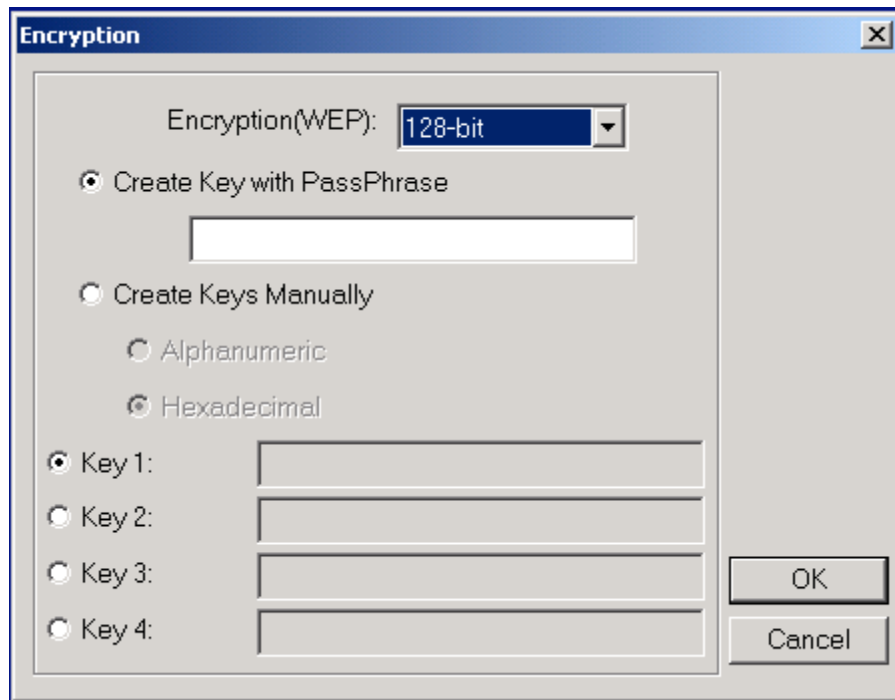 Encryption
Encryption(WEP): 128-bit
Create Key with PassPhrase
Create Keys Manually
Alphanumeric
Hexadecimal
Key 1:
Key 2:
Key 3:
Key 4:
OK
Cancel